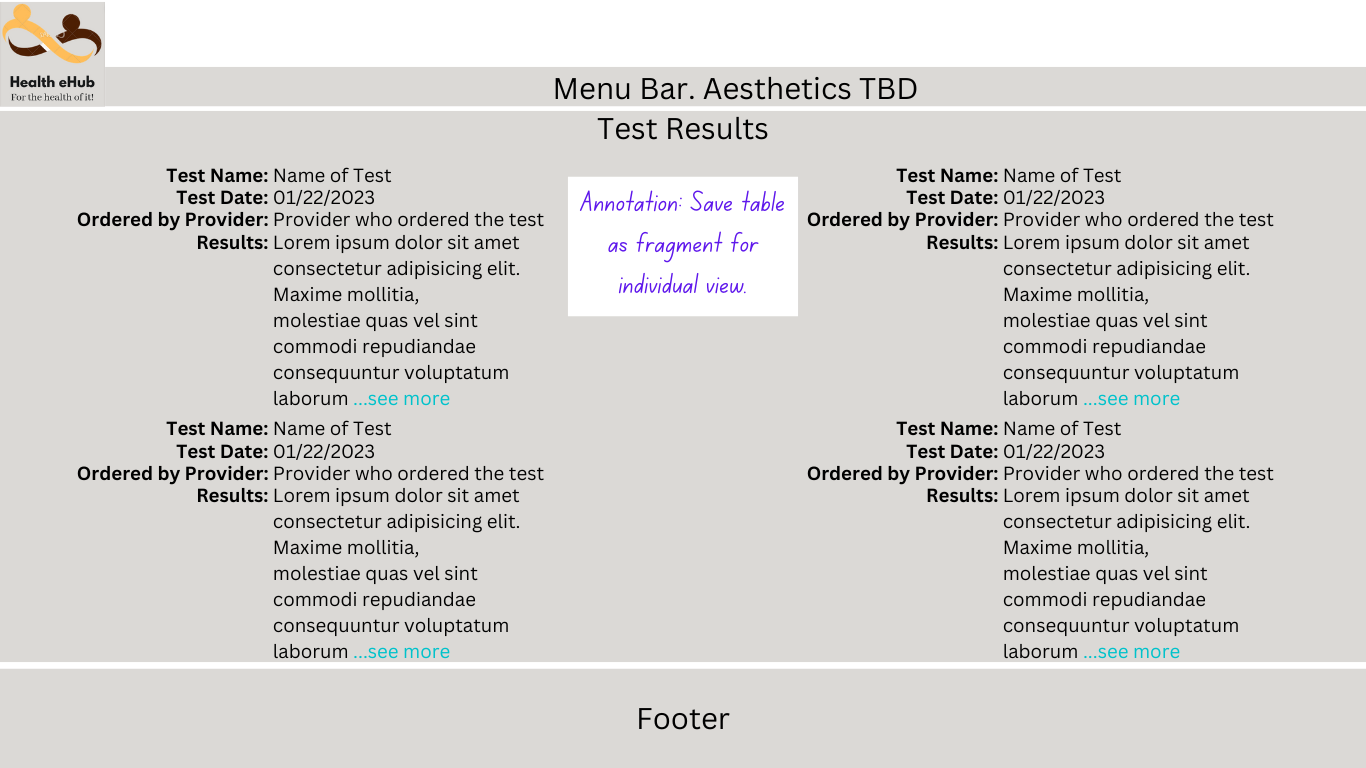 Health eHub
For the health of it!
Menu Bar. Aesthetics TBD
Test Results
Test Name: Name of Test
Test Date: 01/22/2023
Ordered by Provider: Provider who ordered the test
Results: Lorem ipsum dolor sit amet
consectetur adipisicing elit.
Maxime mollitia,
molestiae quas vel sint
commodi repudiandae
consequuntur voluptatum
laborum ...see more
Test Name: Name of Test
Test Date: 01/22/2023
Ordered by Provider: Provider who ordered the test
Results: Lorem ipsum dolor sit amet
consectetur adipisicing elit.
Maxime mollitia,
molestiae quas vel sint
commodi repudiandae
consequuntur voluptatum
laborum ...see more
Annotation: Save table
as fragment for
individual view.
Test Name: Name of Test
Test Date: 01/22/2023
Ordered by Provider: Provider who ordered the test
Results: Lorem ipsum dolor sit amet
consectetur adipisicing elit.
Maxime mollitia,
molestiae quas vel sint
commodi repudiandae
consequuntur voluptatum
laborum ...see more
Test Name: Name of Test
Test Date: 01/22/2023
Ordered by Provider: Provider who ordered the test
Results: Lorem ipsum dolor sit amet
consectetur adipisicing elit.
Maxime mollitia,
molestiae quas vel sint
commodi repudiandae
consequuntur voluptatum
laborum ...see more
Footer